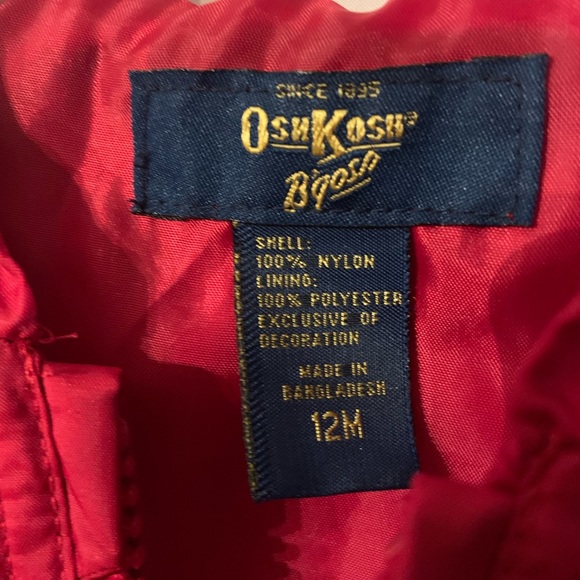 SINCE 1895
OSHKOSH®
B'gosh
SHELL:
100% NYLON
LINING:
100% POLYESTER
EXCLUSIVE OF
DECORATION
MADE IN
BANGLADESH
12M